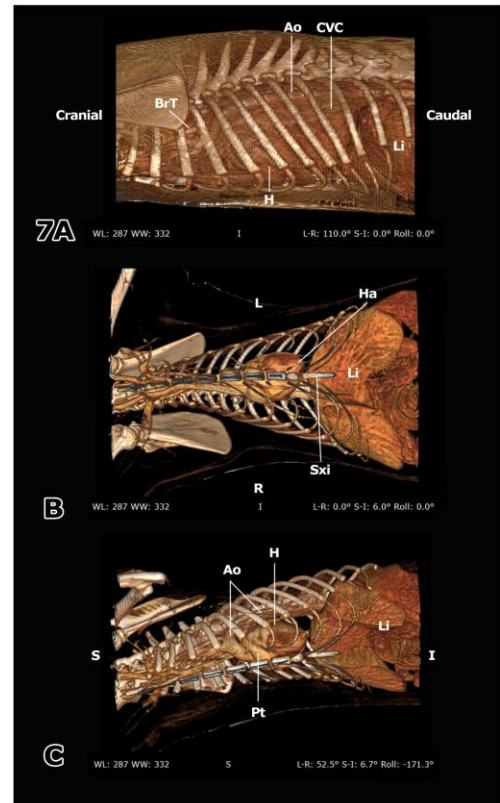 Ao CVC
BrT
Cranial Caudal
Li
H
7A
WL: 287 WW: 332 I L-R: 110.0° S-I: 0.0° Roll: 0.0°
L
Ha
Li
Sxi
R
B
WL: 287 WW: 332 I L-R: 0.0° S-I: 6.0° Roll: 0.0°
H
Ao
Li
S I
Pt
C
WL: 287 WW: 332 S L-R: 52.5° S-I: 6.7° Roll: -171.3°